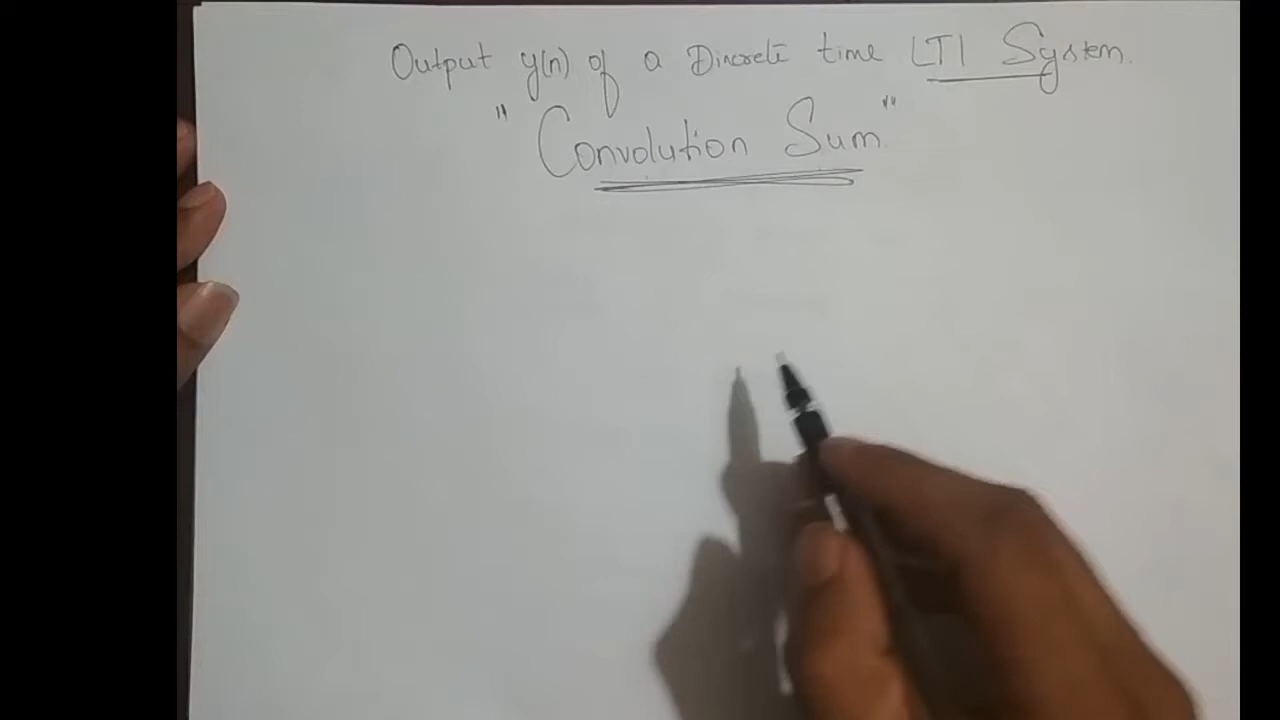 Output y(n) of a Discrete time LTI System.
"Convolution Sum"